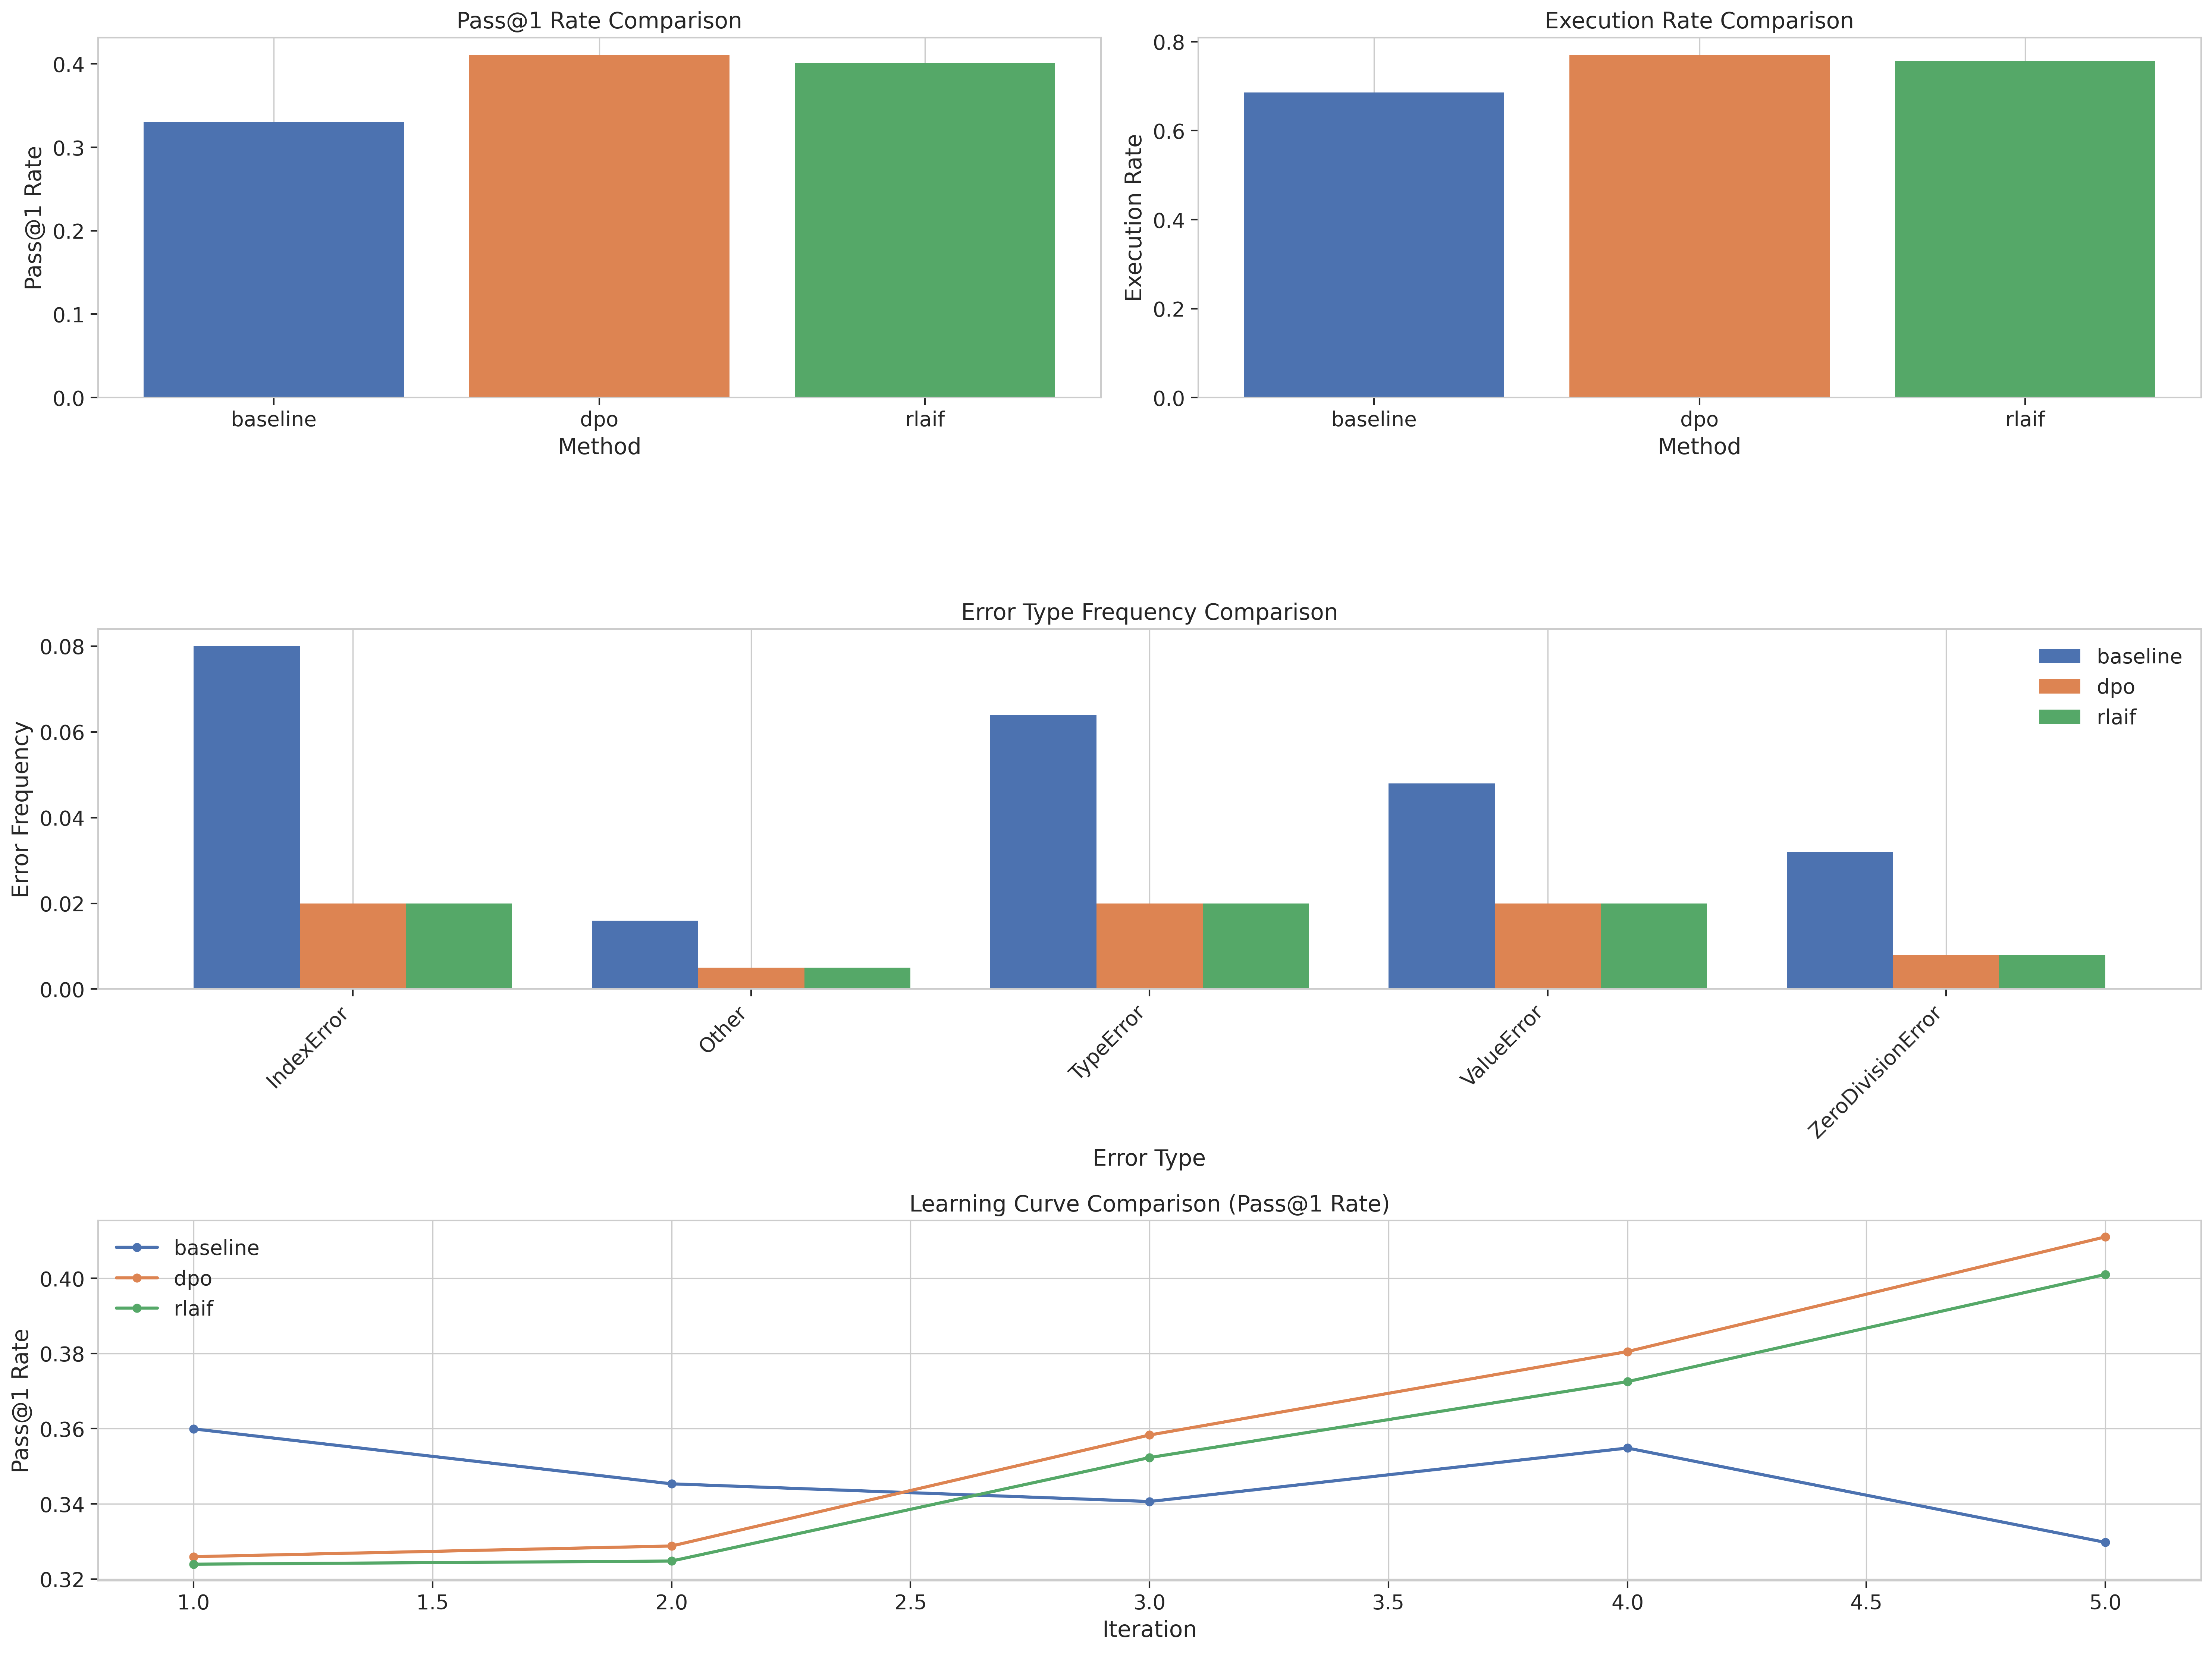 Pass@1 Rate Comparison
Pass@1 Rate
0.4
0.3
0.2
0.1
0.0
baseline dpo rlaif
Method
Execution Rate Comparison
Execution Rate
0.8
0.6
0.4
0.2
0.0
baseline dpo rlaif
Method
Error Type Frequency Comparison
Error Frequency
0.08
0.06
0.04
0.02
0.00
baseline
dpo
rlaif
IndexError Other TypeError ValueError ZeroDivisionError
Error Type
Learning Curve Comparison (Pass@1 Rate)
Pass@1 Rate
baseline
dpo
rlaif
0.40
0.38
0.36
0.34
0.32
1.0 1.5 2.0 2.5 3.0 3.5 4.0 4.5 5.0
Iteration